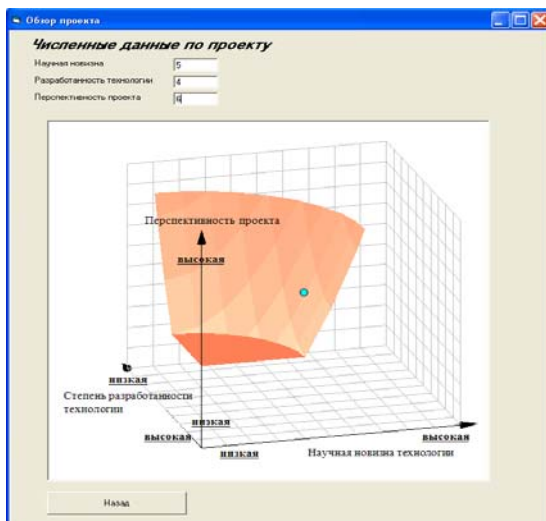 Обзор проекта
Численные данные по проекту
Научная новизна 5
Разработанность технологии 4
Перспективность проекта 6
Перспективность проекта
высокая
низкая
Степень разработанности
технологии
низкая
высокая
высокая
низкая
Научная новизна технологии
Назад